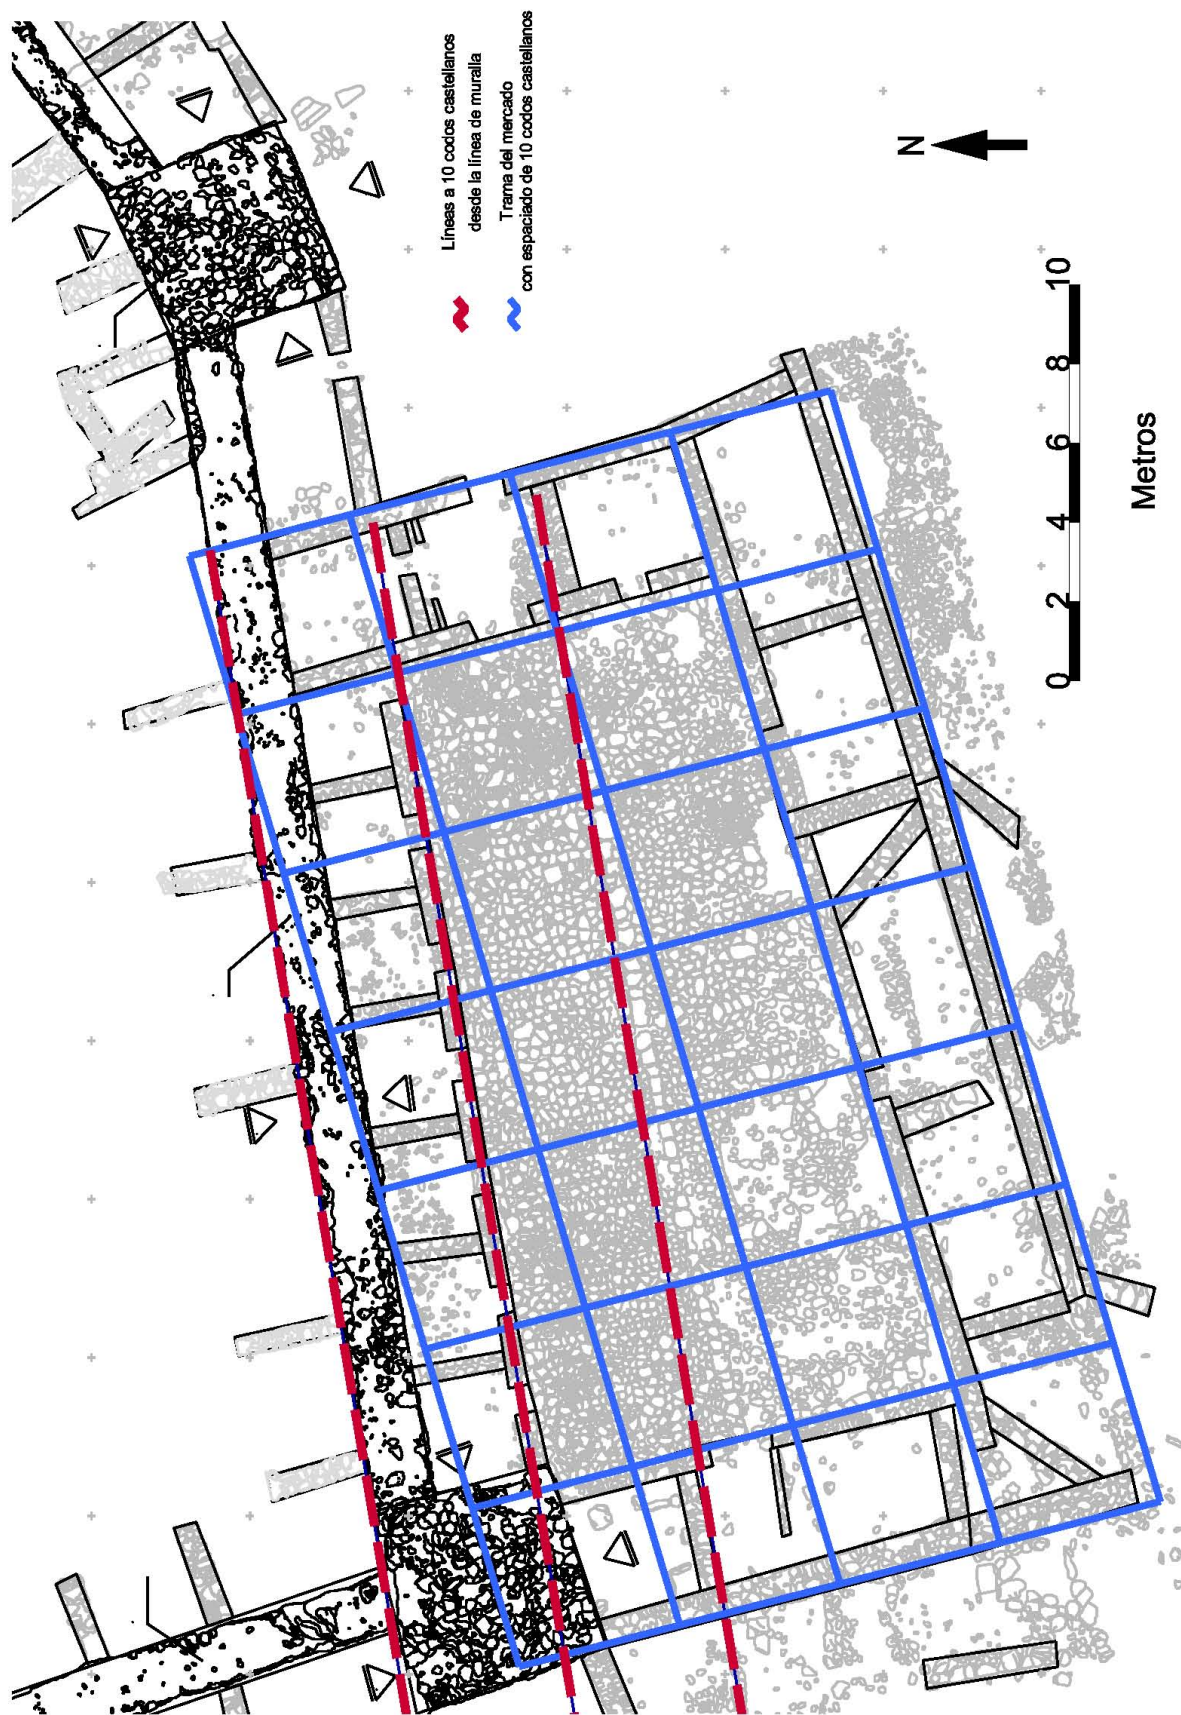 Líneas a 10 codos castellanos
desde la línea de muralla
Trama del mercado
con espaciado de 10 codos castellanos
N
0 2 4 6 8 10
Metros